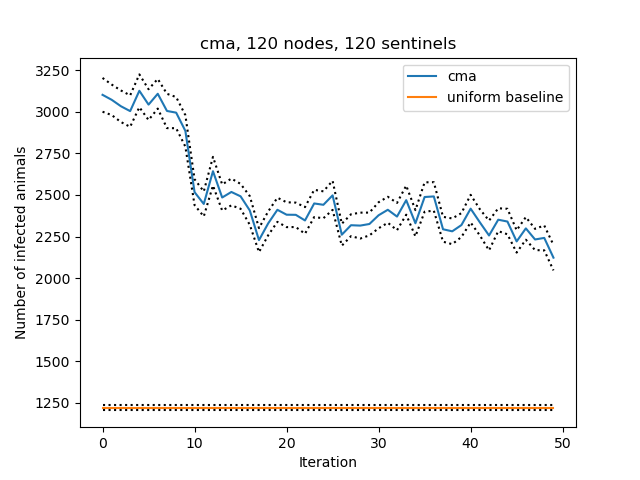 cma, 120 nodes, 120 sentinels
cma
uniform baseline
Number of infected animals
3250
3000
2750
2500
2250
2000
1750
1500
1250
0 10 20 30 40 50
Iteration